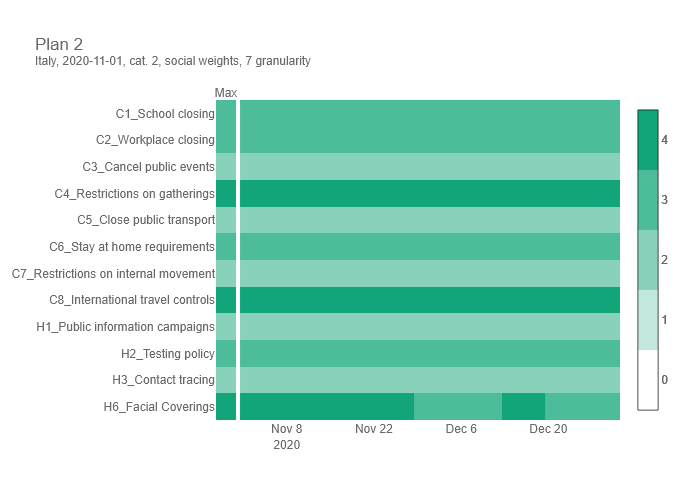 Plan 2
Italy, 2020-11-01, cat. 2, social weights, 7 granularity
Max
C1_School closing
C2_Workplace closing
C3_Cancel public events
C4_Restrictions on gatherings
C5_Close public transport
C6_Stay at home requirements
C7_Restrictions on internal movement
C8_International travel controls
H1_Public information campaigns
H2_Testing policy
H3_Contact tracing
H6_Facial Coverings
Nov 8
2020
Nov 22
Dec 6
Dec 20
4
3
2
1
0